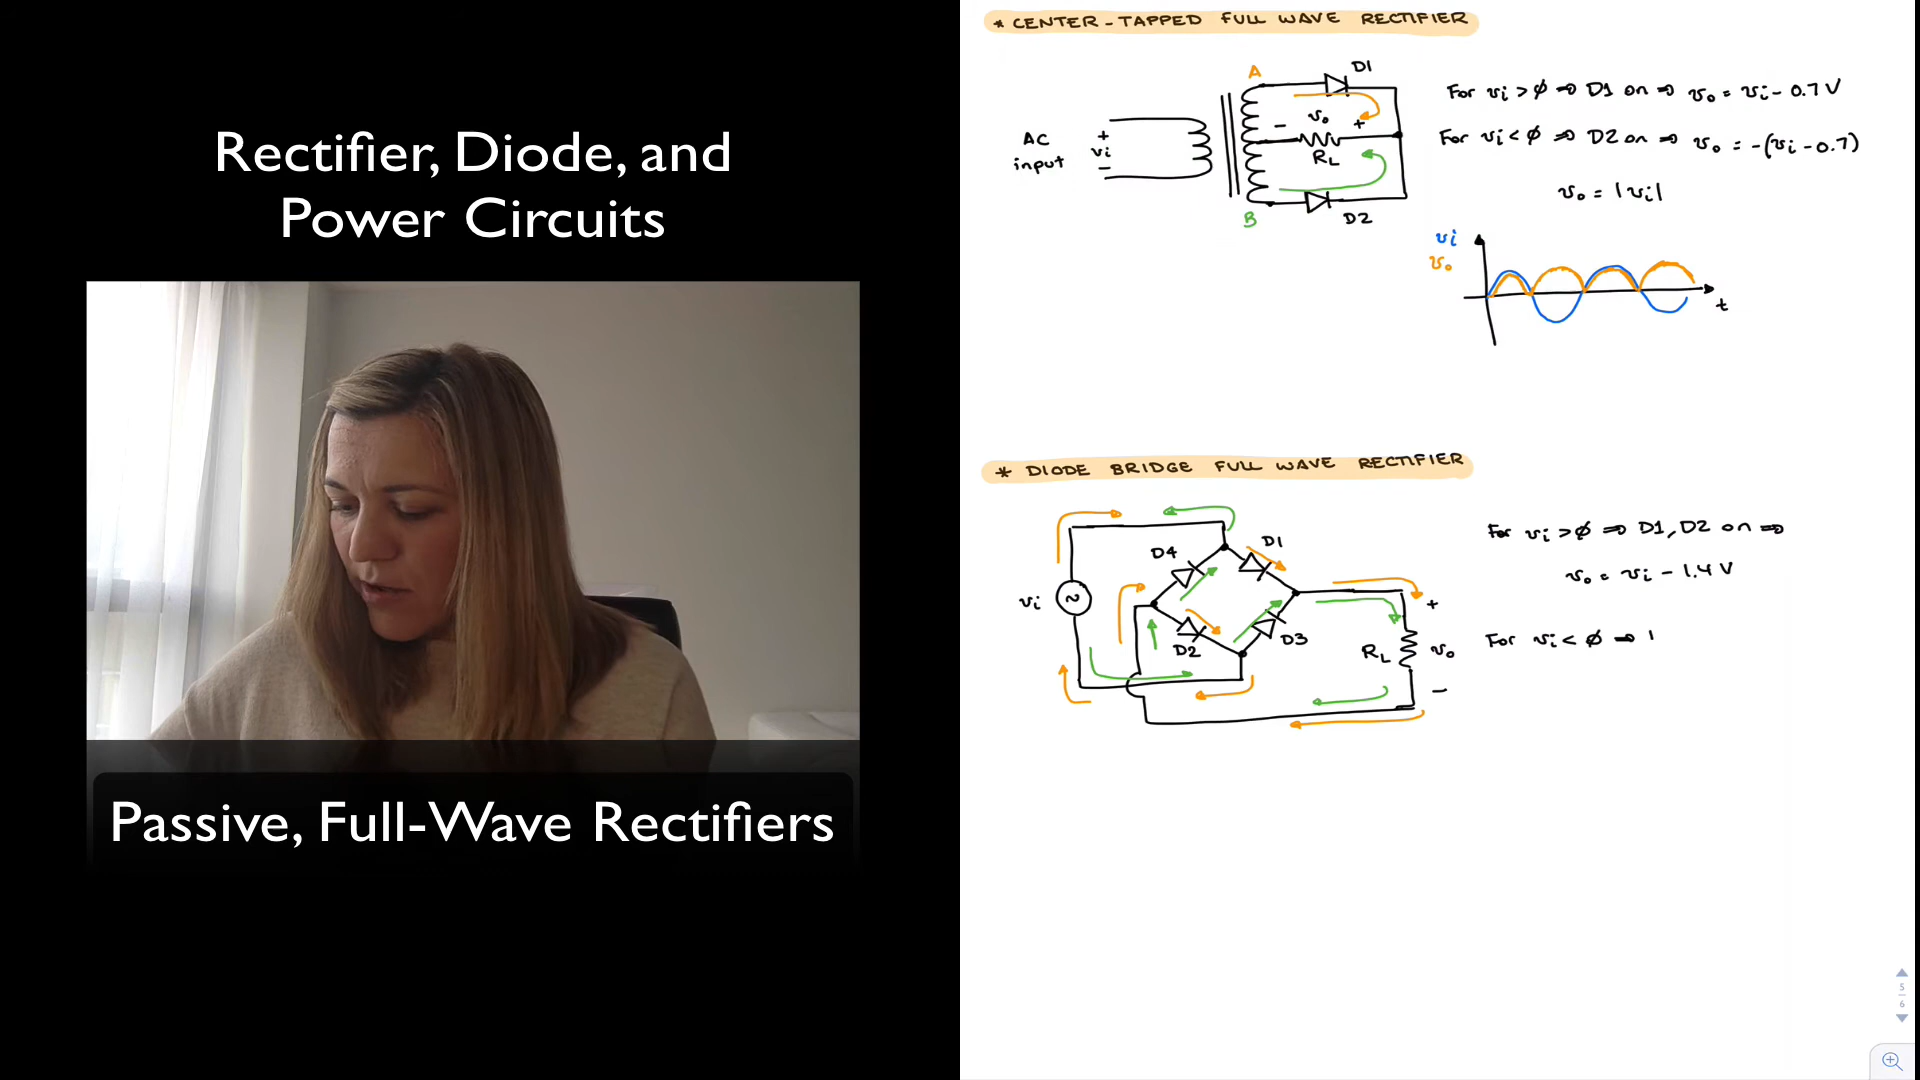 Rectifier, Diode, and
Power Circuits
Passive, Full-Wave Rectifiers
* CENTER-TAPPED FULL WAVE RECTIFIER
A
D1
AC
input
+
vi
−
− vo +
RL
B
D2
For vi > ϕ ⇒ D1 on ⇒ vo = vi − 0.7 V
For vi < ϕ ⇒ D2 on ⇒ vo = −(vi − 0.7)
vo = |vi|
vi
vo
t
* DIODE BRIDGE FULL WAVE RECTIFIER
D4
D1
vi
~
D2
D3
+
RL
vo
−
For vi > ϕ ⇒ D1, D2 on ⇒
vo = vi − 1.4 V
For vi < ϕ ⇒ 1
5
6